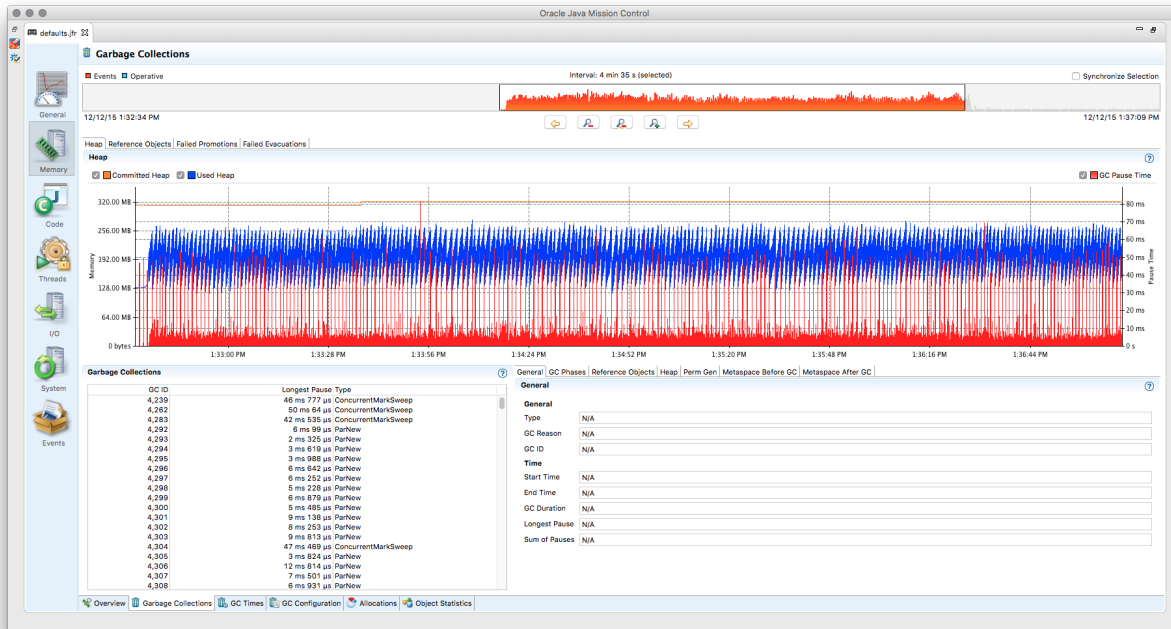 Oracle Java Mission Control
defaults.jfr
Garbage Collections
Events Operative
Interval: 4 min 35 s (selected)
Synchronize Selection
12/12/15 1:32:34 PM
12/12/15 1:37:09 PM
General
Memory
Code
Threads
I/O
System
Events
Heap Reference Objects Failed Promotions Failed Evacuations
Heap
Committed Heap Used Heap
GC Pause Time
320.00 MB
256.00 MB
192.00 MB
128.00 MB
64.00 MB
0 bytes
Memory
80 ms
70 ms
60 ms
50 ms
40 ms
30 ms
20 ms
10 ms
0 s
Pause Time
1:33:00 PM 1:33:28 PM 1:33:56 PM 1:34:24 PM 1:34:52 PM 1:35:20 PM 1:35:48 PM 1:36:16 PM 1:36:44 PM
Garbage Collections
GC ID Longest Pause Type
4,239 46 ms 777 µs ConcurrentMarkSweep
4,262 50 ms 64 µs ConcurrentMarkSweep
4,283 42 ms 535 µs ConcurrentMarkSweep
4,292 6 ms 99 µs ParNew
4,293 2 ms 325 µs ParNew
4,294 3 ms 619 µs ParNew
4,295 3 ms 988 µs ParNew
4,296 6 ms 642 µs ParNew
4,297 6 ms 252 µs ParNew
4,298 5 ms 228 µs ParNew
4,299 6 ms 879 µs ParNew
4,300 5 ms 485 µs ParNew
4,301 9 ms 138 µs ParNew
4,302 8 ms 253 µs ParNew
4,303 9 ms 813 µs ParNew
4,304 47 ms 469 µs ConcurrentMarkSweep
4,305 3 ms 824 µs ParNew
4,306 12 ms 814 µs ParNew
4,307 7 ms 501 µs ParNew
4,308 6 ms 931 µs ParNew
General GC Phases Reference Objects Heap Perm Gen Metaspace Before GC Metaspace After GC
General
General
Type N/A
GC Reason N/A
GC ID N/A
Time
Start Time N/A
End Time N/A
GC Duration N/A
Longest Pause N/A
Sum of Pauses N/A
Overview Garbage Collections GC Times GC Configuration Allocations Object Statistics